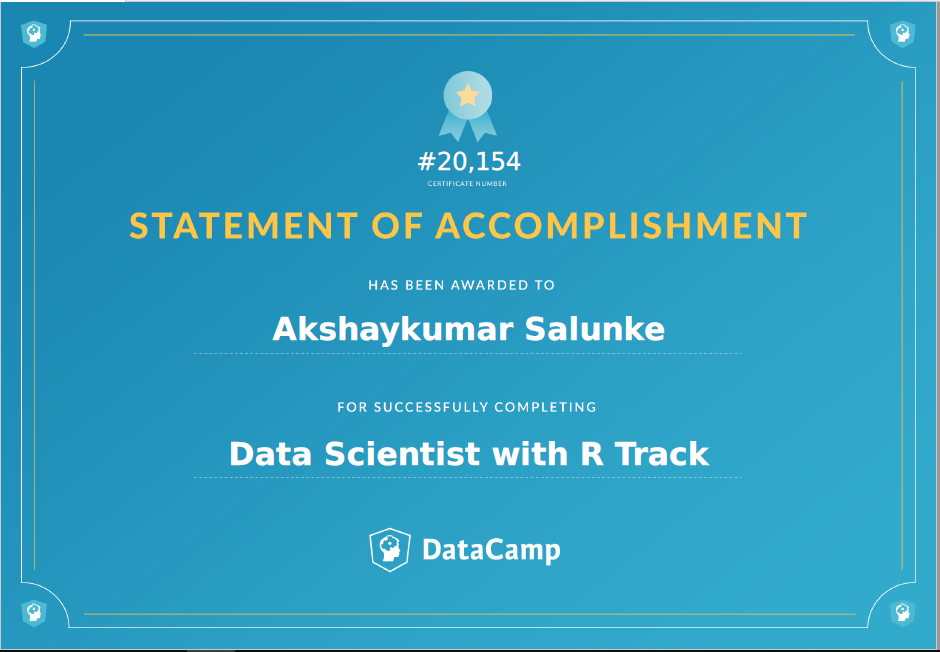 #20,154
CERTIFICATE NUMBER
STATEMENT OF ACCOMPLISHMENT
HAS BEEN AWARDED TO
Akshaykumar Salunke
FOR SUCCESSFULLY COMPLETING
Data Scientist with R Track
DataCamp